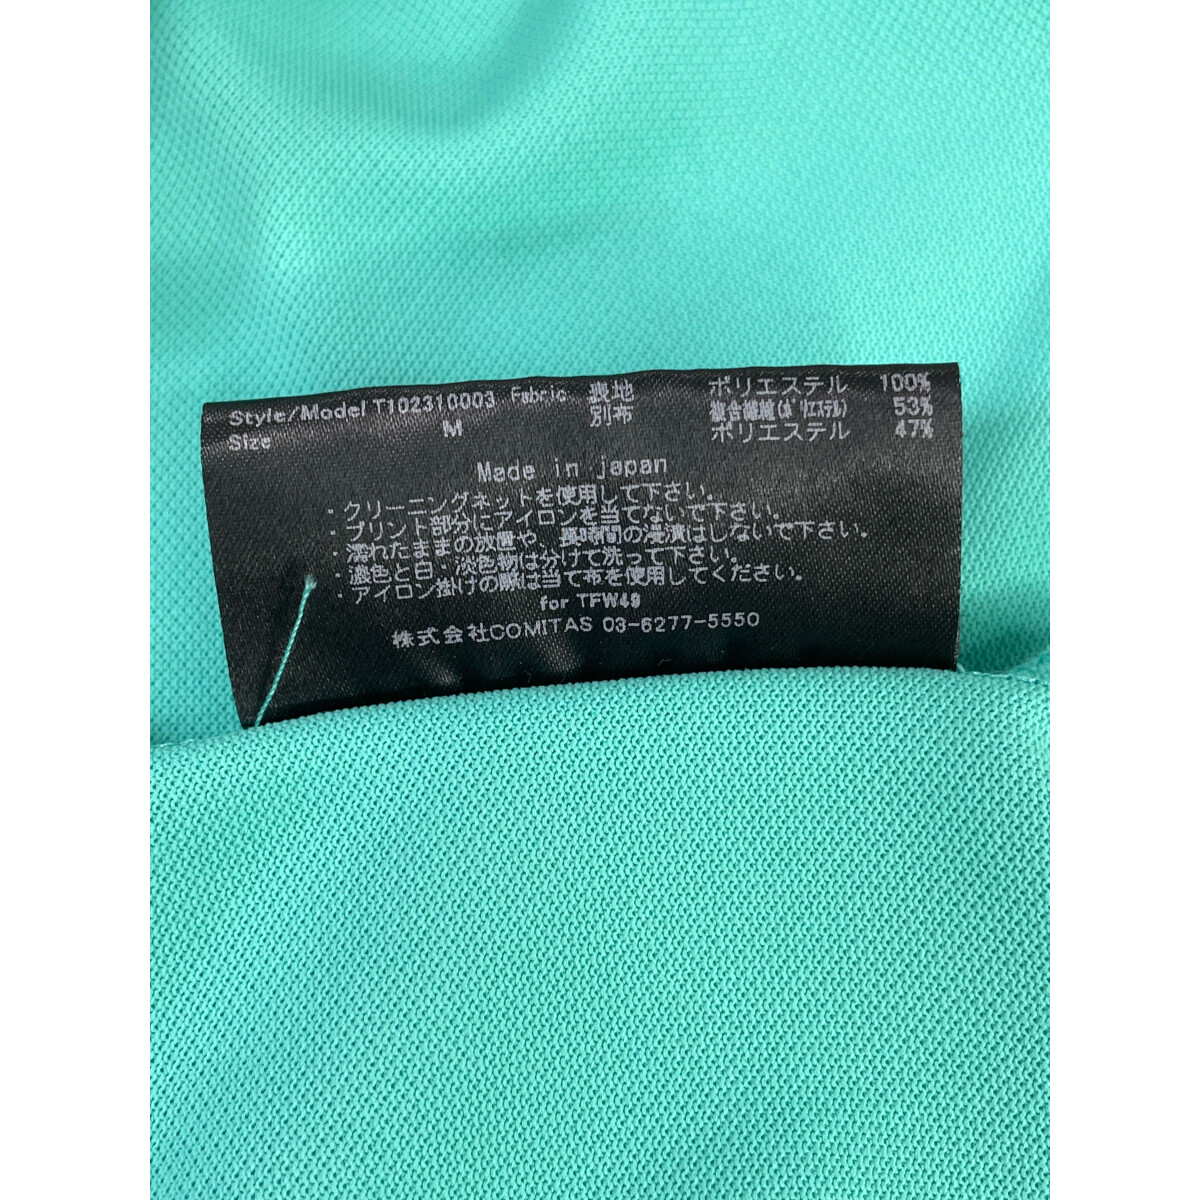 Style/Model T102310003 Fabric 表地 ポリエステル 100%
Size M 別布 複合繊維(ポリエステル) 53%
ポリエステル 47%
Made in japan
・クリーニングネットを使用して下さい。
・プリント部分にアイロンを当てないで下さい。
・濡れたままの放置や、長時間の浸漬はしないで下さい。
・濃色と白・淡色物は分けて洗って下さい。
・アイロン掛けの際は当て布を使用してください。
for TFW49
株式会社COMITAS 03-6277-5550